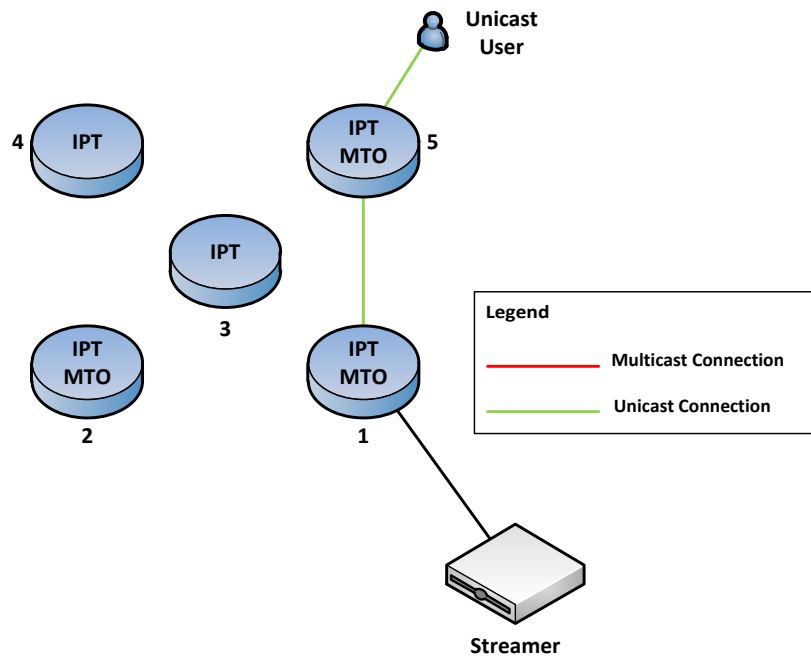 Unicast
User
4
IPT
IPT
MTO
5
IPT
3
IPT
MTO
2
IPT
MTO
1
Legend
Multicast Connection
Unicast Connection
Streamer